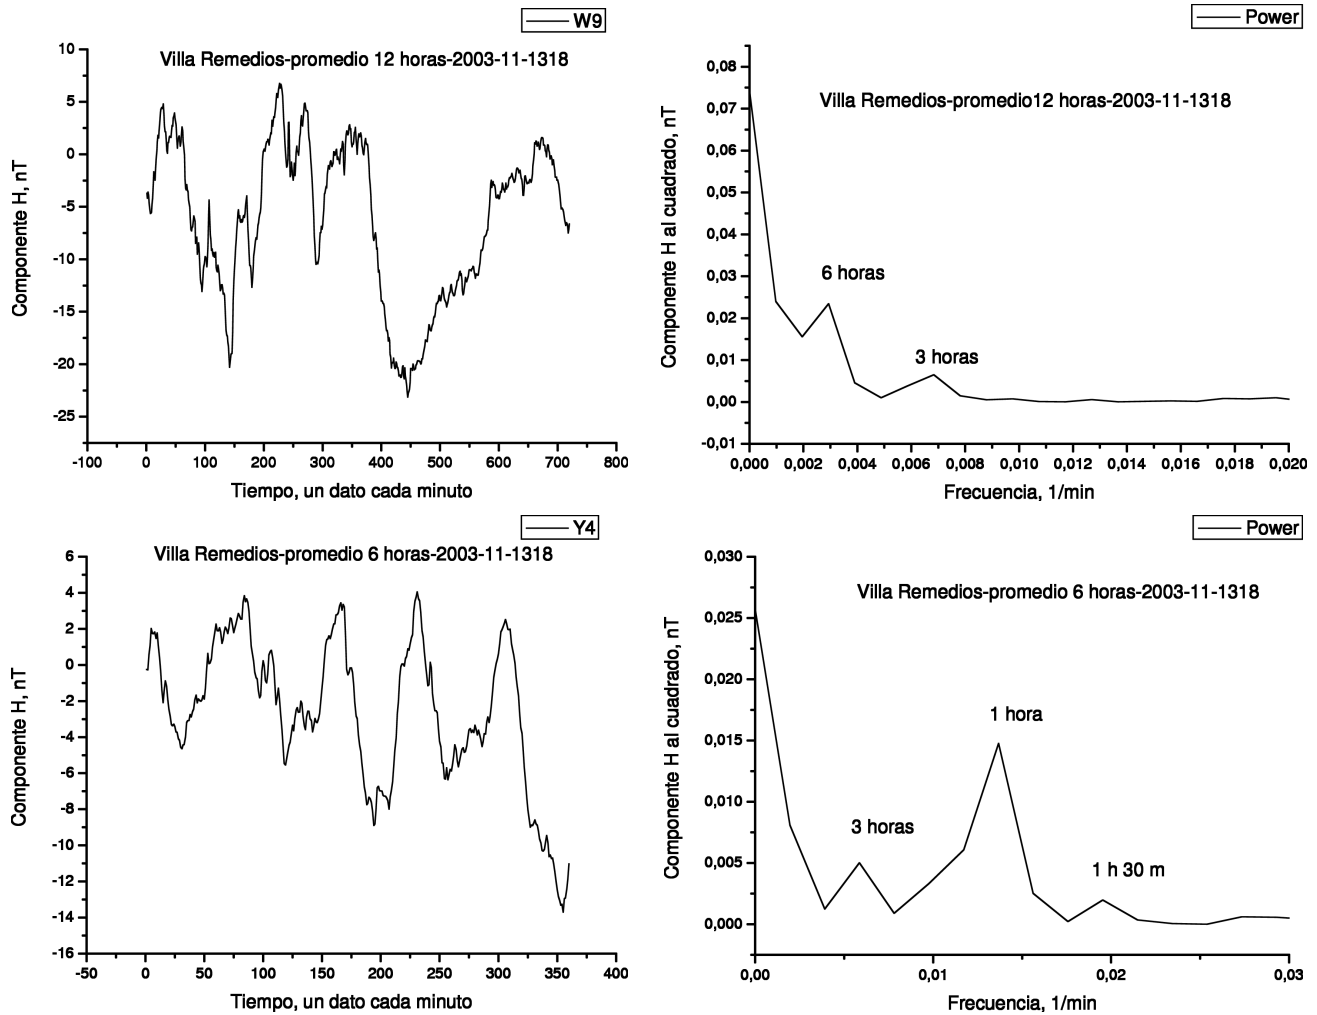 W9
Villa Remedios-promedio 12 horas-2003-11-1318
10
5
0
-5
-10
-15
-20
-25
Componente H, nT
-100 0 100 200 300 400 500 600 700 800
Tiempo, un dato cada minuto
Power
Villa Remedios-promedio12 horas-2003-11-1318
0,08
0,07
0,06
0,05
0,04
0,03
0,02
0,01
0,00
-0,01
Componente H al cuadrado, nT
6 horas
3 horas
0,000 0,002 0,004 0,006 0,008 0,010 0,012 0,014 0,016 0,018 0,020
Frecuencia, 1/min
Y4
Villa Remedios-promedio 6 horas-2003-11-1318
6
4
2
0
-2
-4
-6
-8
-10
-12
-14
-16
Componente H, nT
-50 0 50 100 150 200 250 300 350 400
Tiempo, un dato cada minuto
Power
Villa Remedios-promedio 6 horas-2003-11-1318
0,030
0,025
0,020
0,015
0,010
0,005
0,000
Componente H al cuadrado, nT
1 hora
3 horas
1 h 30 m
0,00 0,01 0,02 0,03
Frecuencia, 1/min